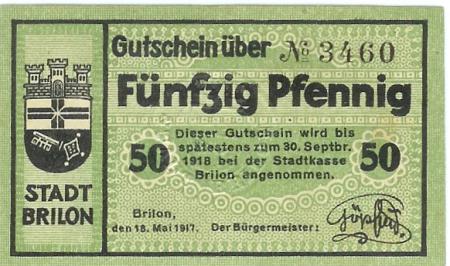 Gutschein über № 3460
Fünfzig Pfennig
Dieser Gutschein wird bis
spätestens zum 30. Septbr.
50 1918 bei der Stadtkasse 50
Brilon angenommen.
STADT
BRILON
Brilon,
den 18. Mai 1917. Der Bürgermeister: